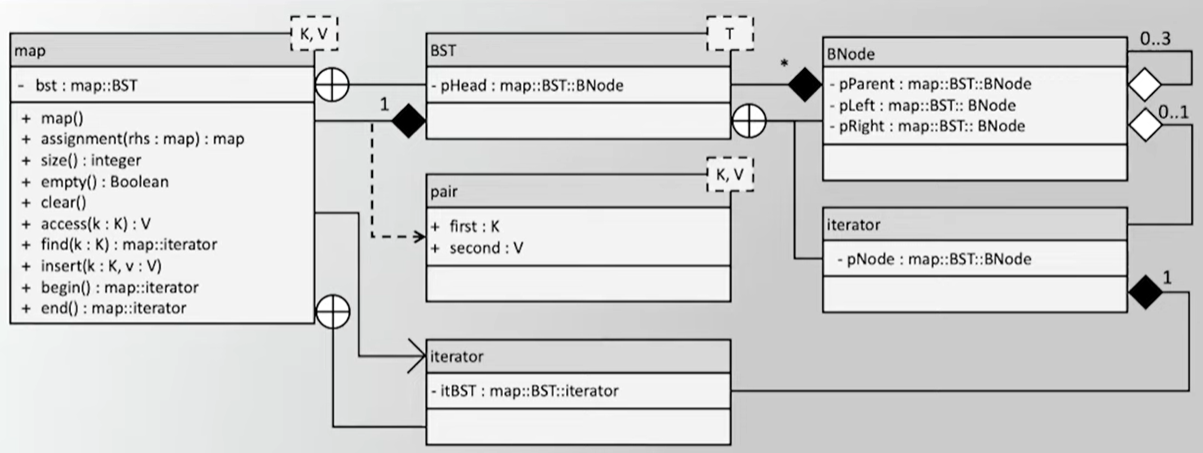 K, V
map
- bst : map::BST
+ map()
+ assignment(rhs : map) : map
+ size() : integer
+ empty() : Boolean
+ clear()
+ access(k : K) : V
+ find(k : K) : map::iterator
+ insert(k : K, v : V)
+ begin() : map::iterator
+ end() : map::iterator
1
T
BST
- pHead : map::BST::BNode
*
K, V
pair
+ first : K
+ second : V
iterator
- itBST : map::BST::iterator
BNode
- pParent : map::BST::BNode
- pLeft : map::BST:: BNode
- pRight : map::BST:: BNode
0..3
0..1
iterator
- pNode : map::BST::BNode
1